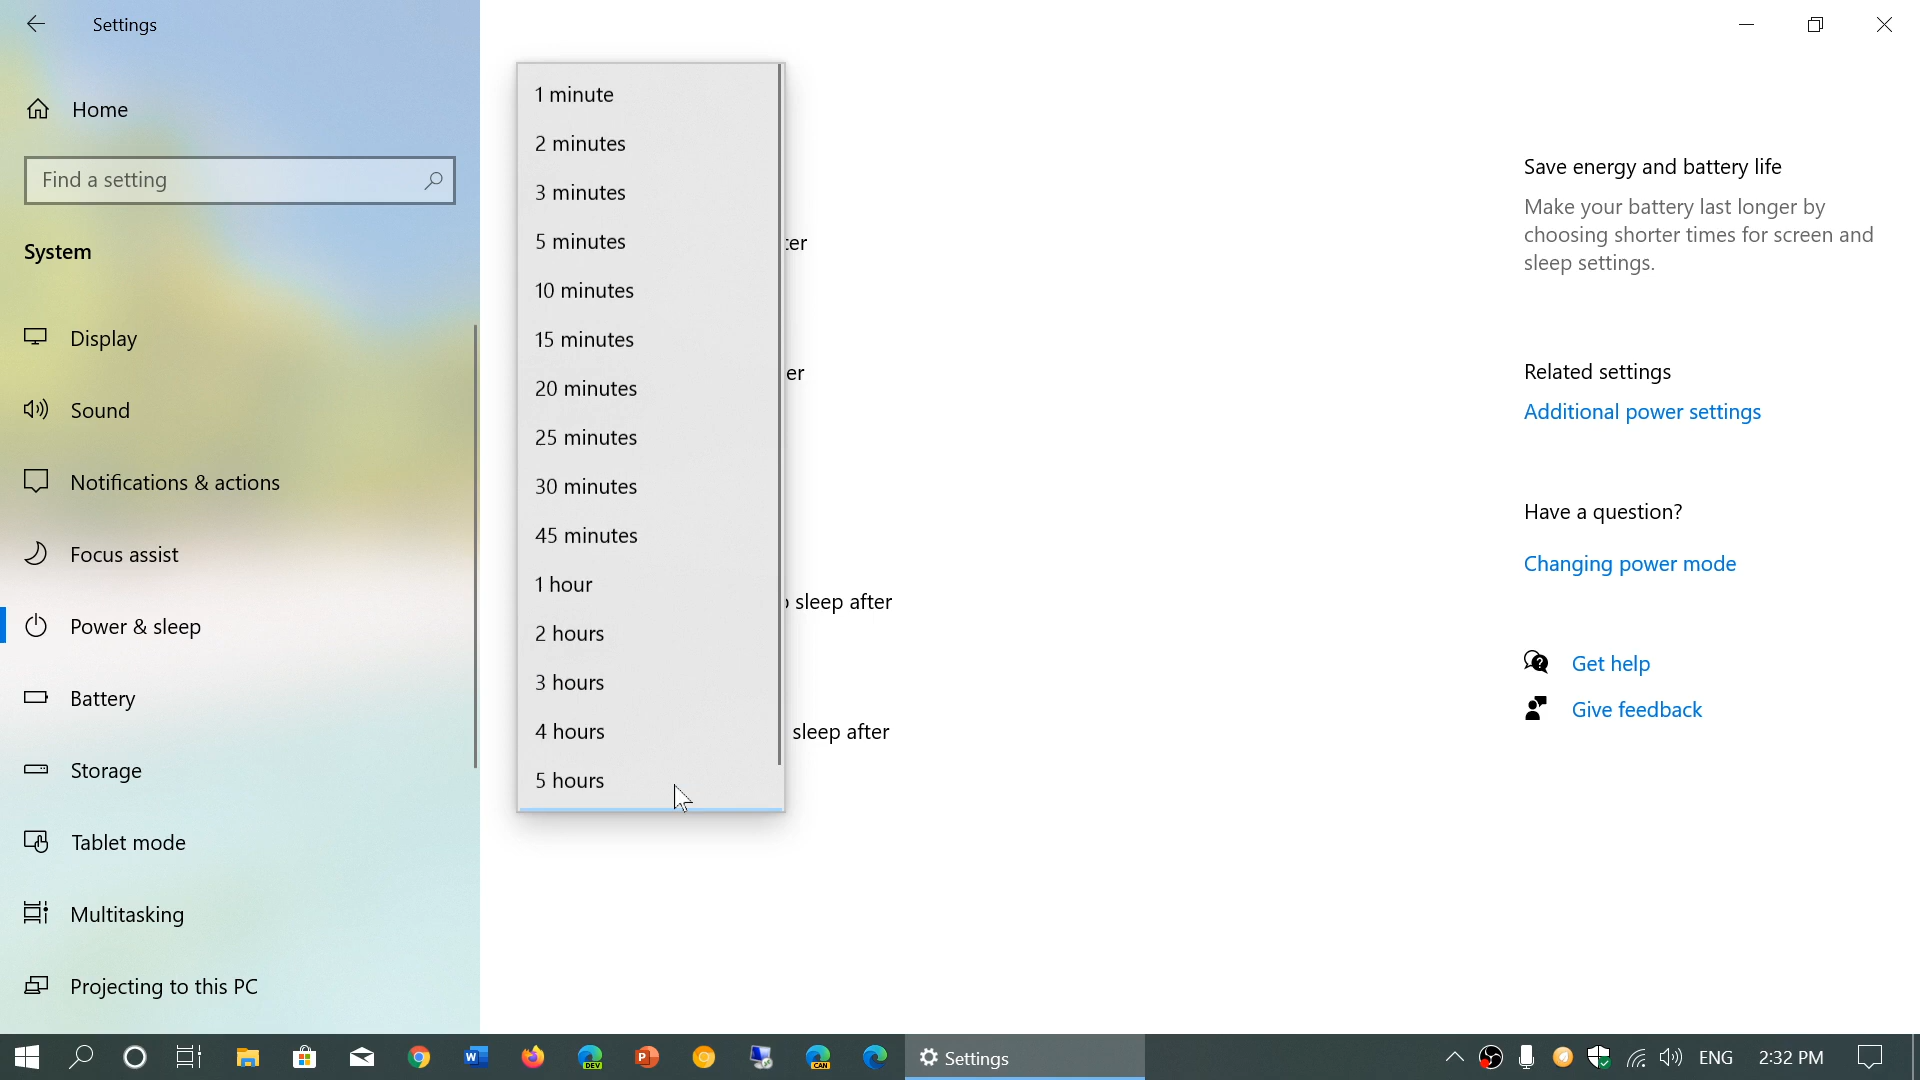 Settings
Home
Find a setting
System
Display
Sound
Notifications & actions
Focus assist
Power & sleep
Battery
Storage
Tablet mode
Multitasking
Projecting to this PC
1 minute
2 minutes
3 minutes
5 minutes
10 minutes
15 minutes
20 minutes
25 minutes
30 minutes
45 minutes
1 hour
2 hours
3 hours
4 hours
5 hours
ter
er
sleep after
sleep after
Save energy and battery life
Make your battery last longer by
choosing shorter times for screen and
sleep settings.
Related settings
Additional power settings
Have a question?
Changing power mode
Get help
Give feedback
DEV
CAN
Settings
ENG
2:32 PM